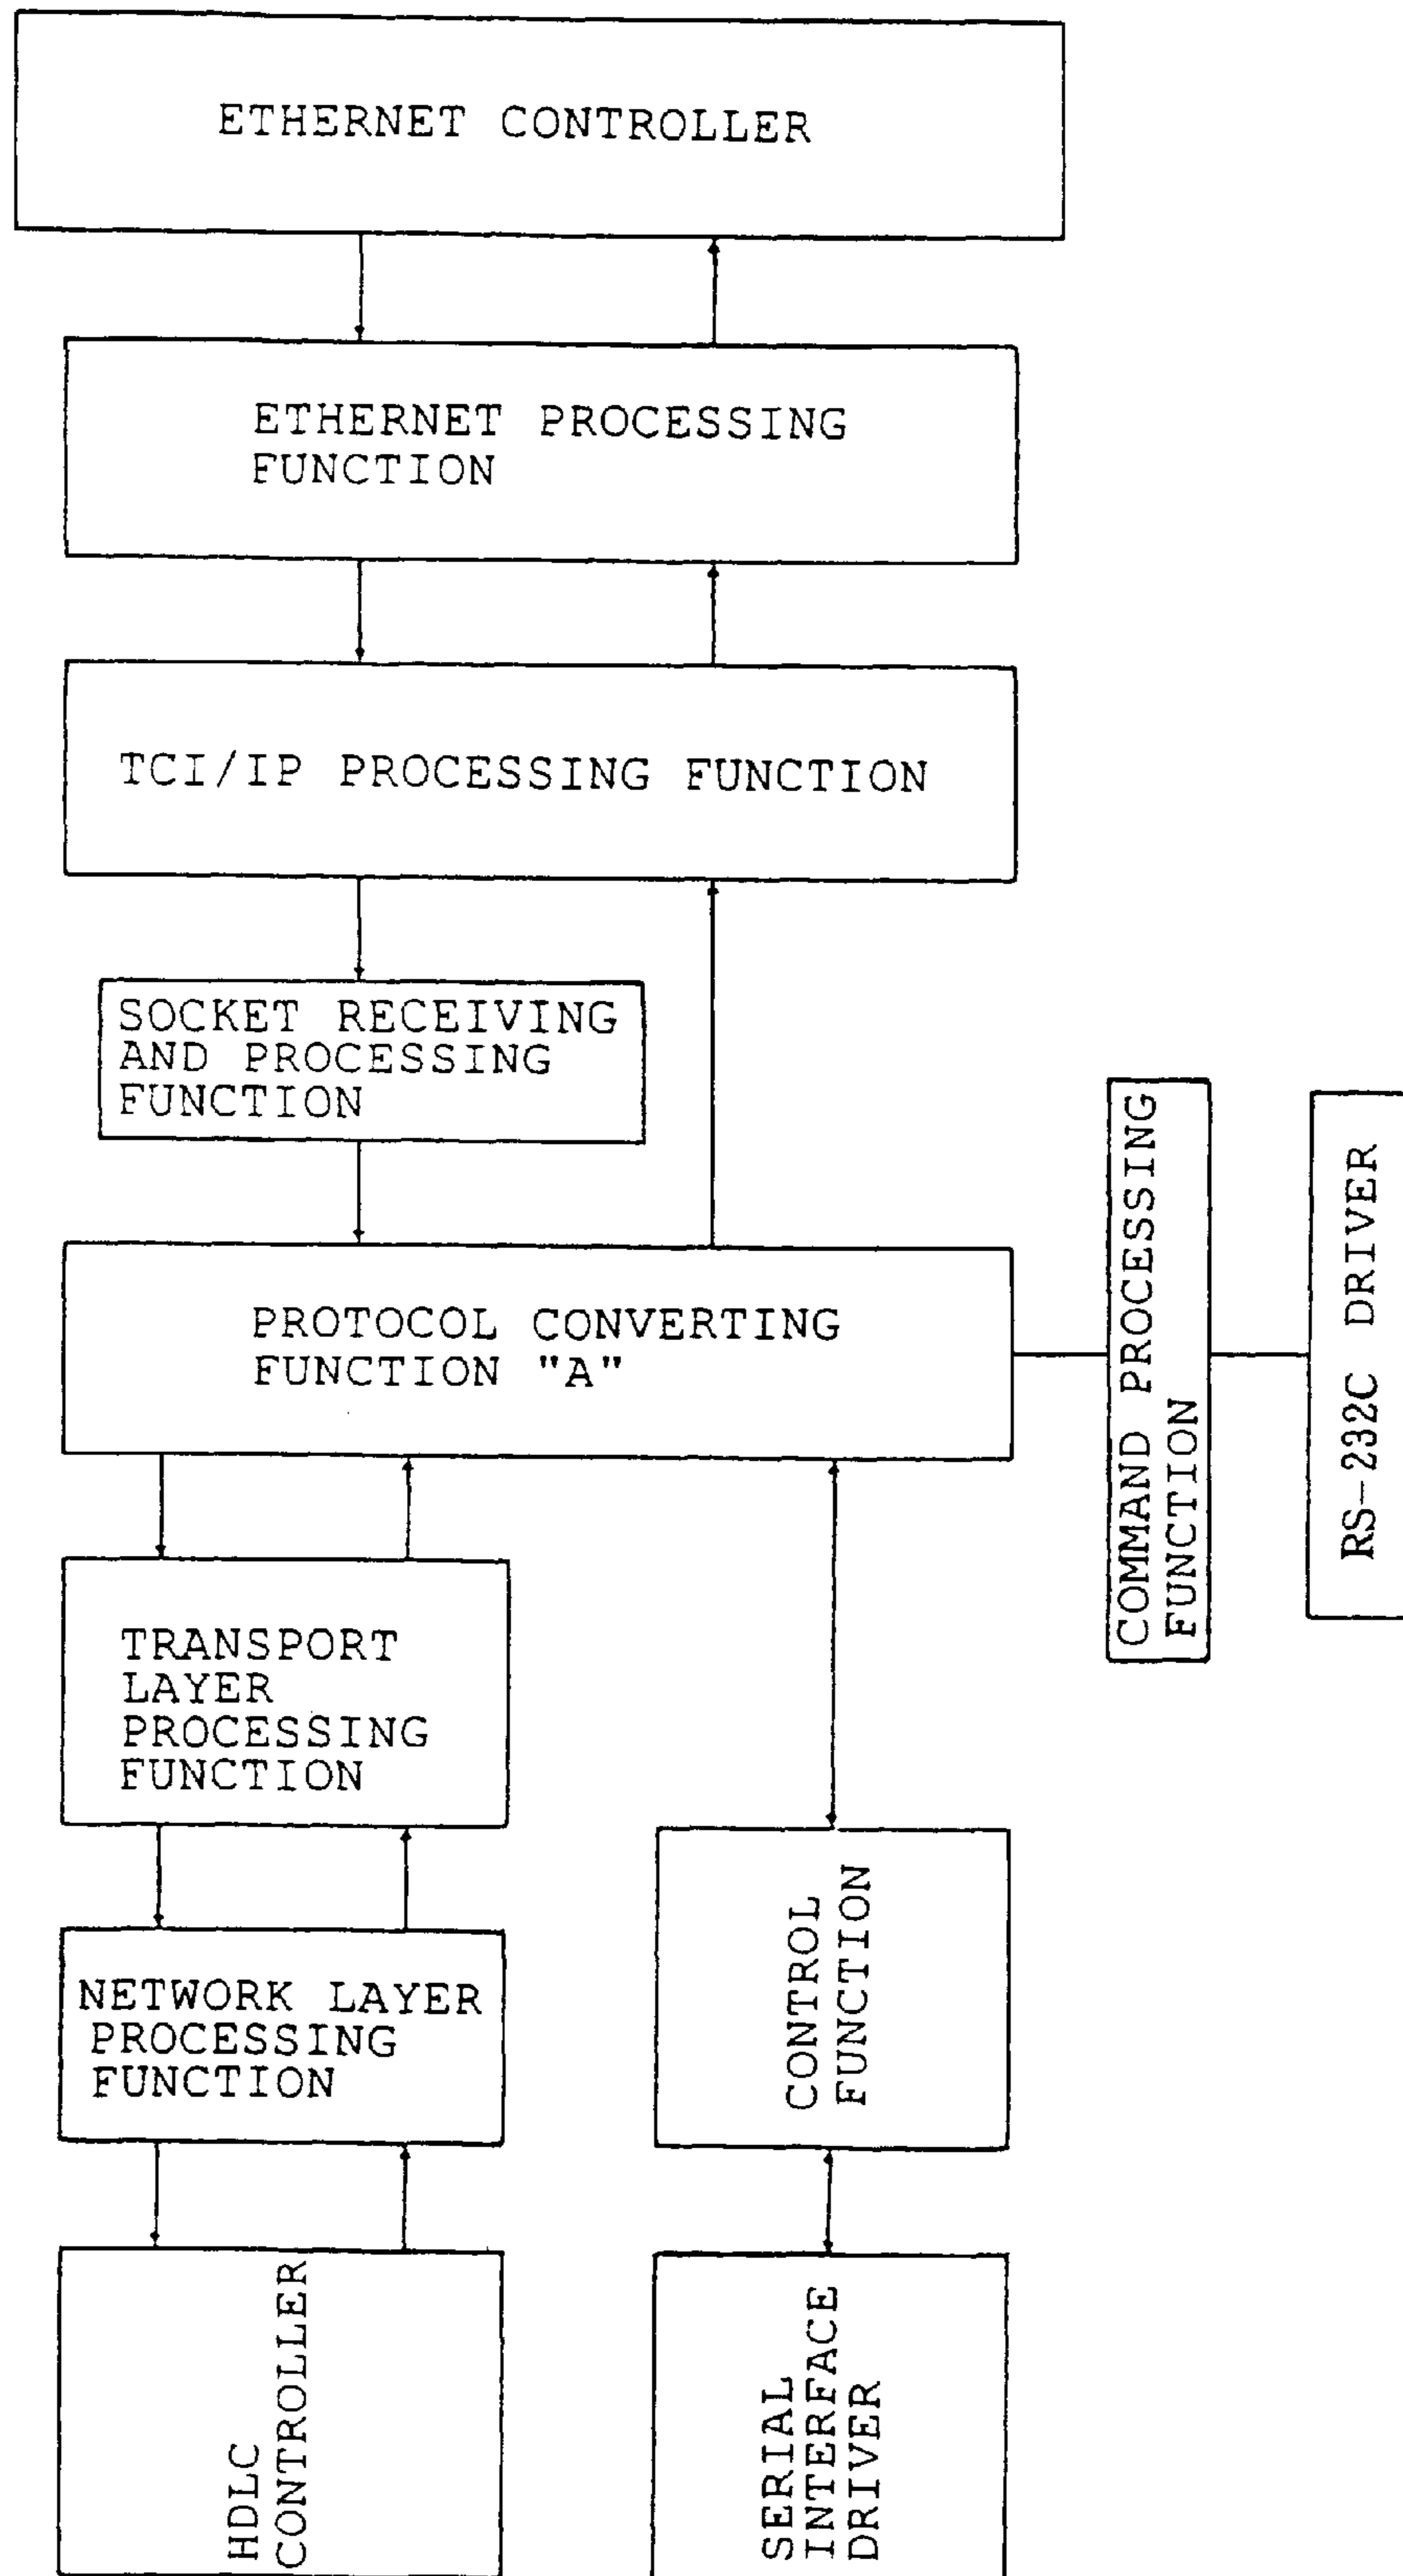 ETHERNET CONTROLLER
ETHERNET PROCESSING
FUNCTION
TCI/IP PROCESSING FUNCTION
SOCKET RECEIVING
AND PROCESSING
FUNCTION
PROTOCOL CONVERTING
FUNCTION "A"
COMMAND PROCESSING
FUNCTION
RS-232C DRIVER
TRANSPORT
LAYER
PROCESSING
FUNCTION
NETWORK LAYER
PROCESSING
FUNCTION
CONTROL
FUNCTION
HDLC
CONTROLLER
SERIAL
INTERFACE
DRIVER